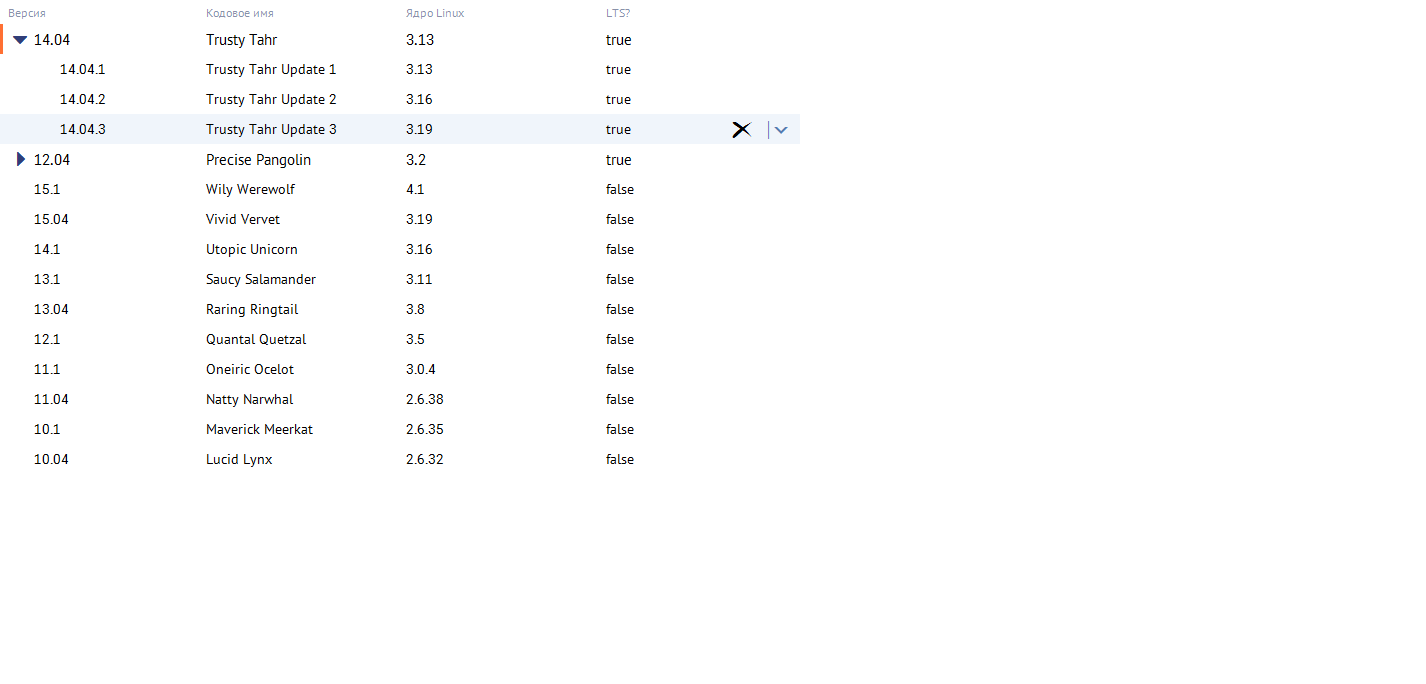 Версия Кодовое имя Ядро Linux LTS?
14.04 Trusty Tahr 3.13 true
14.04.1 Trusty Tahr Update 1 3.13 true
14.04.2 Trusty Tahr Update 2 3.16 true
14.04.3 Trusty Tahr Update 3 3.19 true
12.04 Precise Pangolin 3.2 true
15.1 Wily Werewolf 4.1 false
15.04 Vivid Vervet 3.19 false
14.1 Utopic Unicorn 3.16 false
13.1 Saucy Salamander 3.11 false
13.04 Raring Ringtail 3.8 false
12.1 Quantal Quetzal 3.5 false
11.1 Oneiric Ocelot 3.0.4 false
11.04 Natty Narwhal 2.6.38 false
10.1 Maverick Meerkat 2.6.35 false
10.04 Lucid Lynx 2.6.32 false